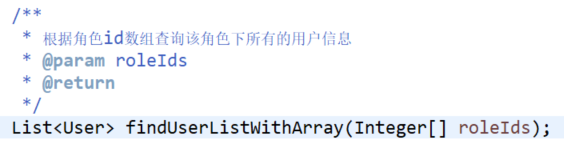 /**
 * 根据角色id数组查询该角色下所有的用户信息
 * @param roleIds
 * @return
 */
List<User> findUserListWithArray(Integer[] roleIds);